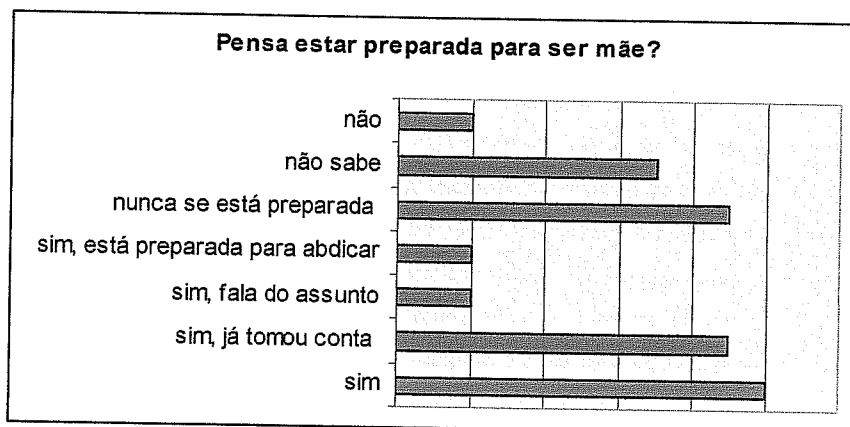 Pensa estar preparada para ser mãe?
não
não sabe
nunca se está preparada
sim, está preparada para abdicar
sim, fala do assunto
sim, já tomou conta
sim